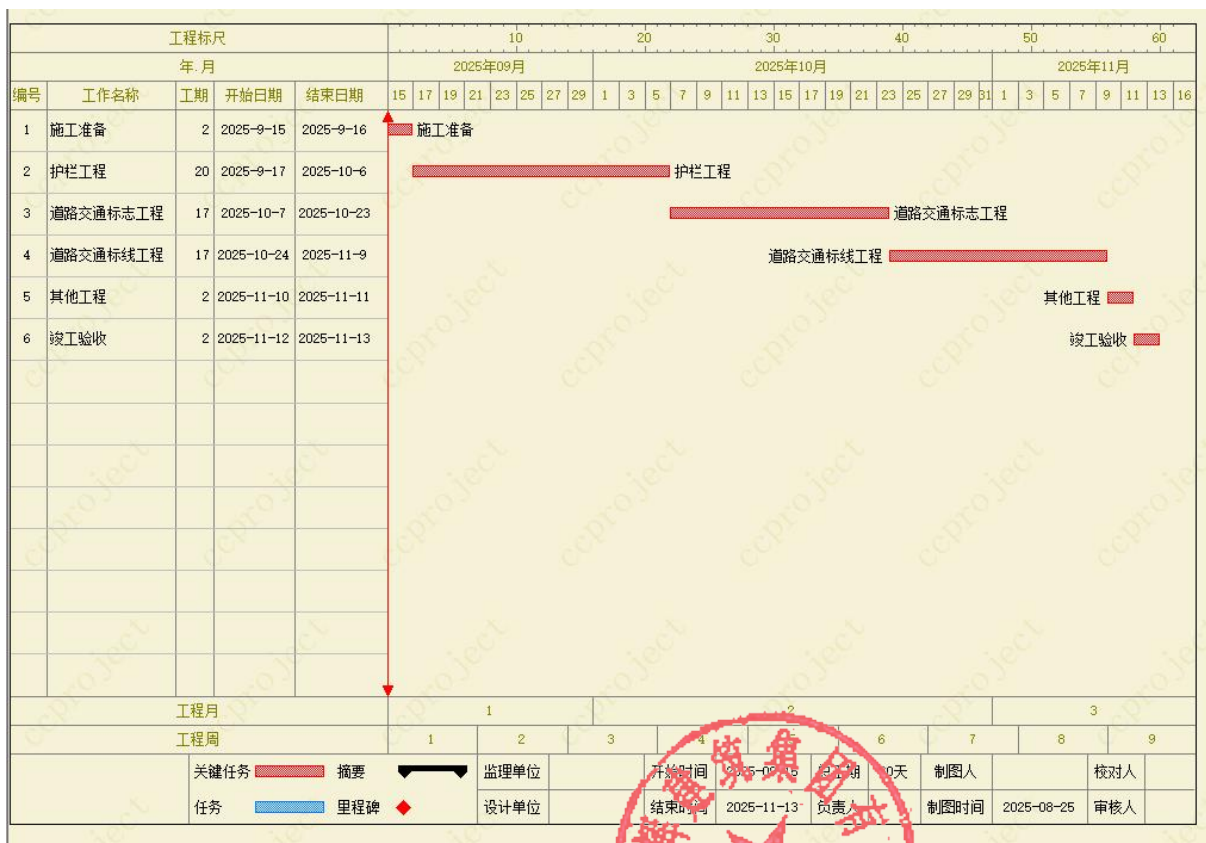 工程标尺 10 20 30 40 50 60
年.月 2025年09月 2025年10月 2025年11月
编号 工作名称 工期 开始日期 结束日期 15 17 19 21 23 25 27 29 1 3 5 7 9 11 13 15 17 19 21 23 25 27 29 31 1 3 5 7 9 11 13 16
1 施工准备 2 2025-9-15 2025-9-16 施工准备
2 护栏工程 20 2025-9-17 2025-10-6 护栏工程
3 道路交通标志工程 17 2025-10-7 2025-10-23 道路交通标志工程
4 道路交通标线工程 17 2025-10-24 2025-11-9 道路交通标线工程
5 其他工程 2 2025-11-10 2025-11-11 其他工程
6 竣工验收 2 2025-11-12 2025-11-13 竣工验收
工程月 1 2 3
工程周 1 2 3 4 6 7 8 9
关键任务 摘要 监理单位 开始时间 制图人 校对人
任务 里程碑 设计单位 结束时间 2025-11-13 负责人 制图时间 2025-08-25 审核人
建筑集团有
ccproject